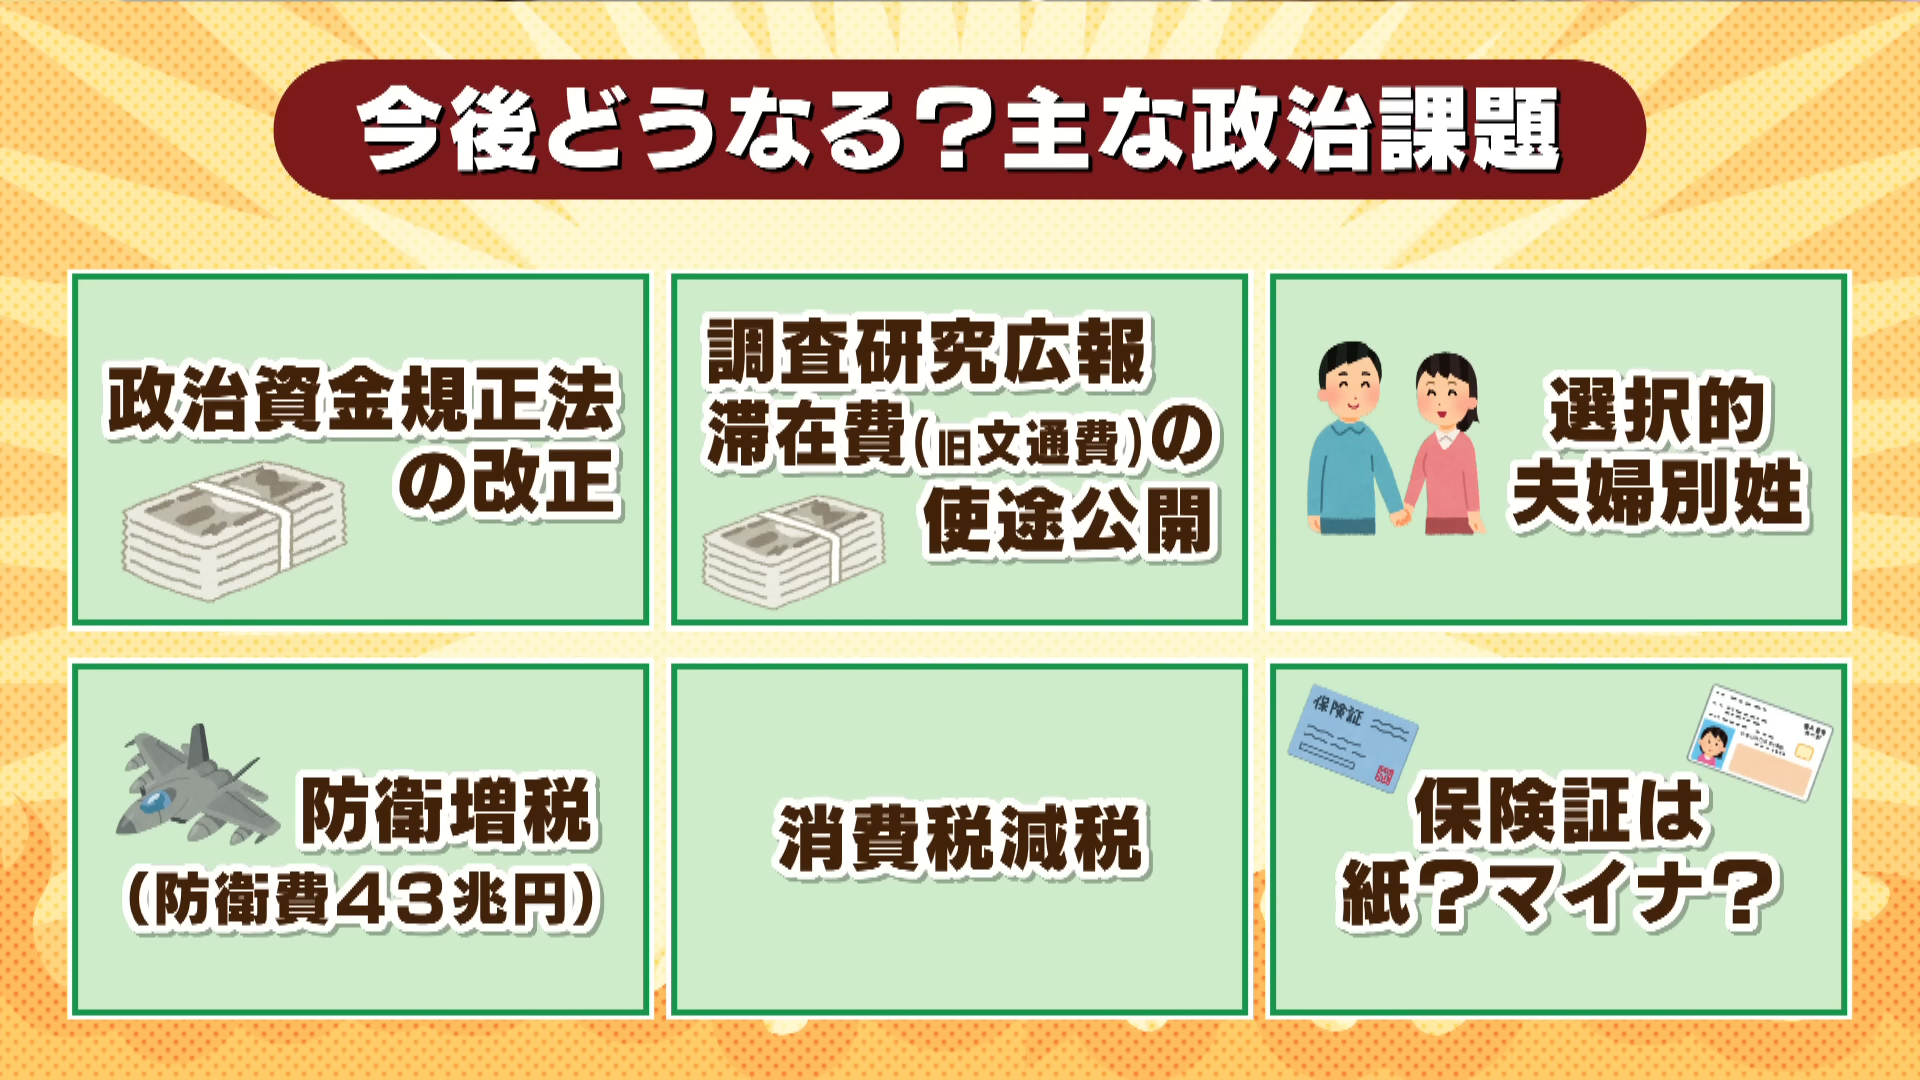 今後どうなる?主な政治課題
政治資金規正法
の改正
調査研究広報
滞在費(旧文通費)の
使途公開
選択的
夫婦別姓
防衛増税
(防衛費43兆円)
消費税減税
保険証
保険証は
紙?マイナ?